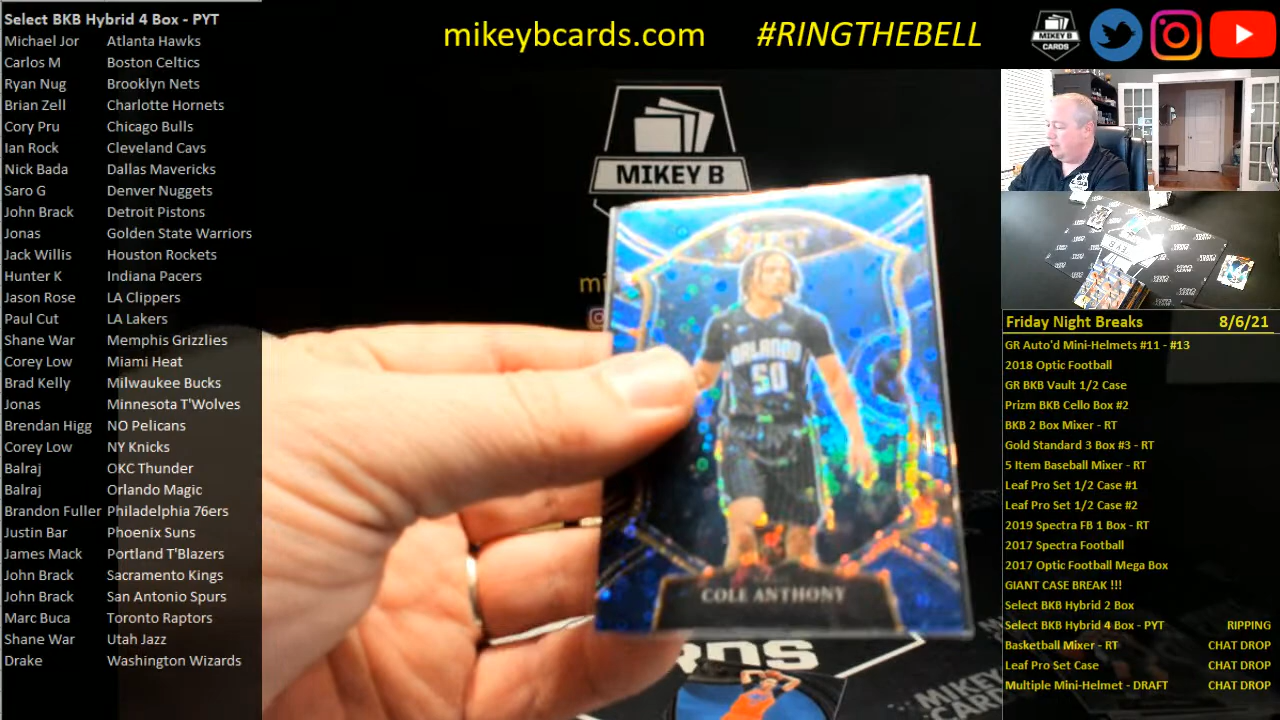 Select BKB Hybrid 4 Box - PYT
Michael Jor Atlanta Hawks
Carlos M Boston Celtics
Ryan Nug Brooklyn Nets
Brian Zell Charlotte Hornets
Cory Pru Chicago Bulls
Ian Rock Cleveland Cavs
Nick Bada Dallas Mavericks
Saro G Denver Nuggets
John Brack Detroit Pistons
Jonas Golden State Warriors
Jack Willis Houston Rockets
Hunter K Indiana Pacers
Jason Rose LA Clippers
Paul Cut LA Lakers
Shane War Memphis Grizzlies
Corey Low Miami Heat
Brad Kelly Milwaukee Bucks
Jonas Minnesota T'Wolves
Brendan Higg NO Pelicans
Corey Low NY Knicks
Balraj OKC Thunder
Balraj Orlando Magic
Brandon Fuller Philadelphia 76ers
Justin Bar Phoenix Suns
James Mack Portland T'Blazers
John Brack Sacramento Kings
John Brack San Antonio Spurs
Marc Buca Toronto Raptors
Shane War Utah Jazz
Drake Washington Wizards
mikeybcards.com #RINGTHEBELL
MIKEY B
CARDS
MIKEY B
SELECT
ORLANDO
50
COLE ANTHONY
MIKEY
CARDS
Friday Night Breaks 8/6/21
GR Auto'd Mini-Helmets #11 - #13
2018 Optic Football
GR BKB Vault 1/2 Case
Prizm BKB Cello Box #2
BKB 2 Box Mixer - RT
Gold Standard 3 Box #3 - RT
5 Item Baseball Mixer - RT
Leaf Pro Set 1/2 Case #1
Leaf Pro Set 1/2 Case #2
2019 Spectra FB 1 Box - RT
2017 Spectra Football
2017 Optic Football Mega Box
GIANT CASE BREAK !!!
Select BKB Hybrid 2 Box
Select BKB Hybrid 4 Box - PYT RIPPING
Basketball Mixer - RT CHAT DROP
Leaf Pro Set Case CHAT DROP
Multiple Mini-Helmet - DRAFT CHAT DROP